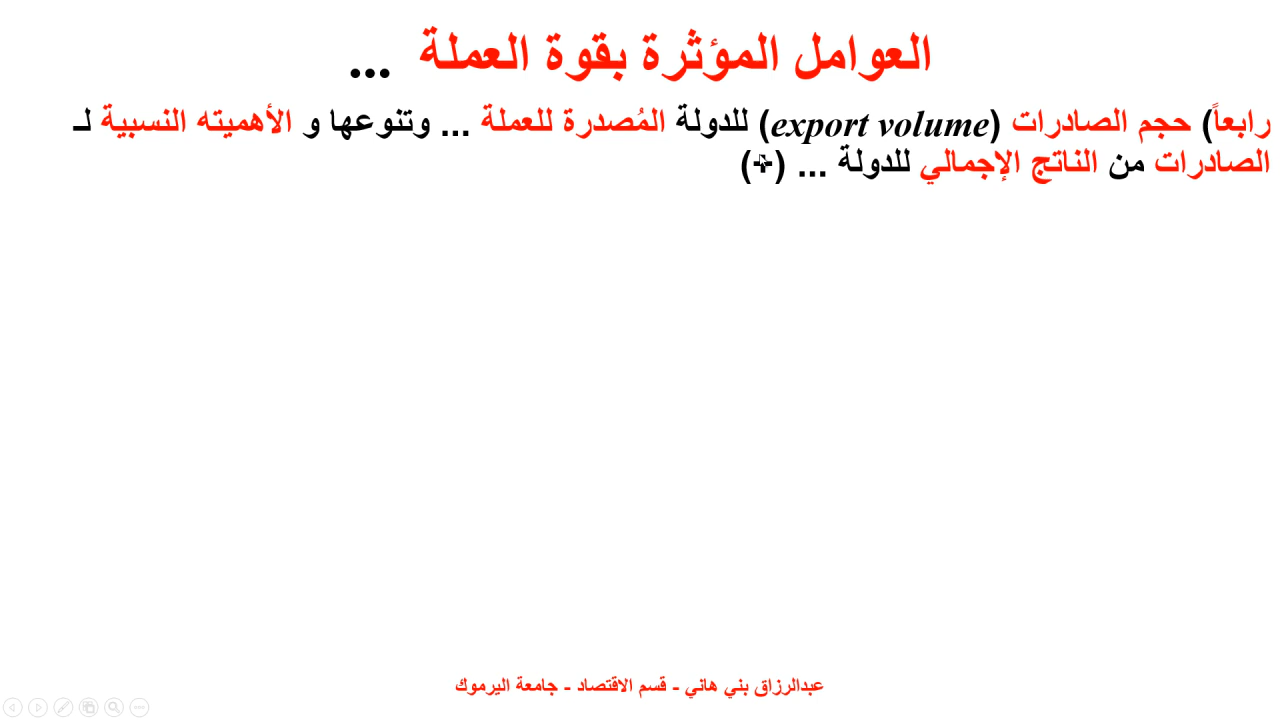 العوامل المؤثرة بقوة العملة ...
رابعاً) حجم الصادرات (export volume) للدولة المُصدرة للعملة ... وتنوعها و الأهميته النسبية لـ
الصادرات من الناتج الإجمالي للدولة ... (+)
عبدالرزاق بني هاني - قسم الاقتصاد - جامعة اليرموك